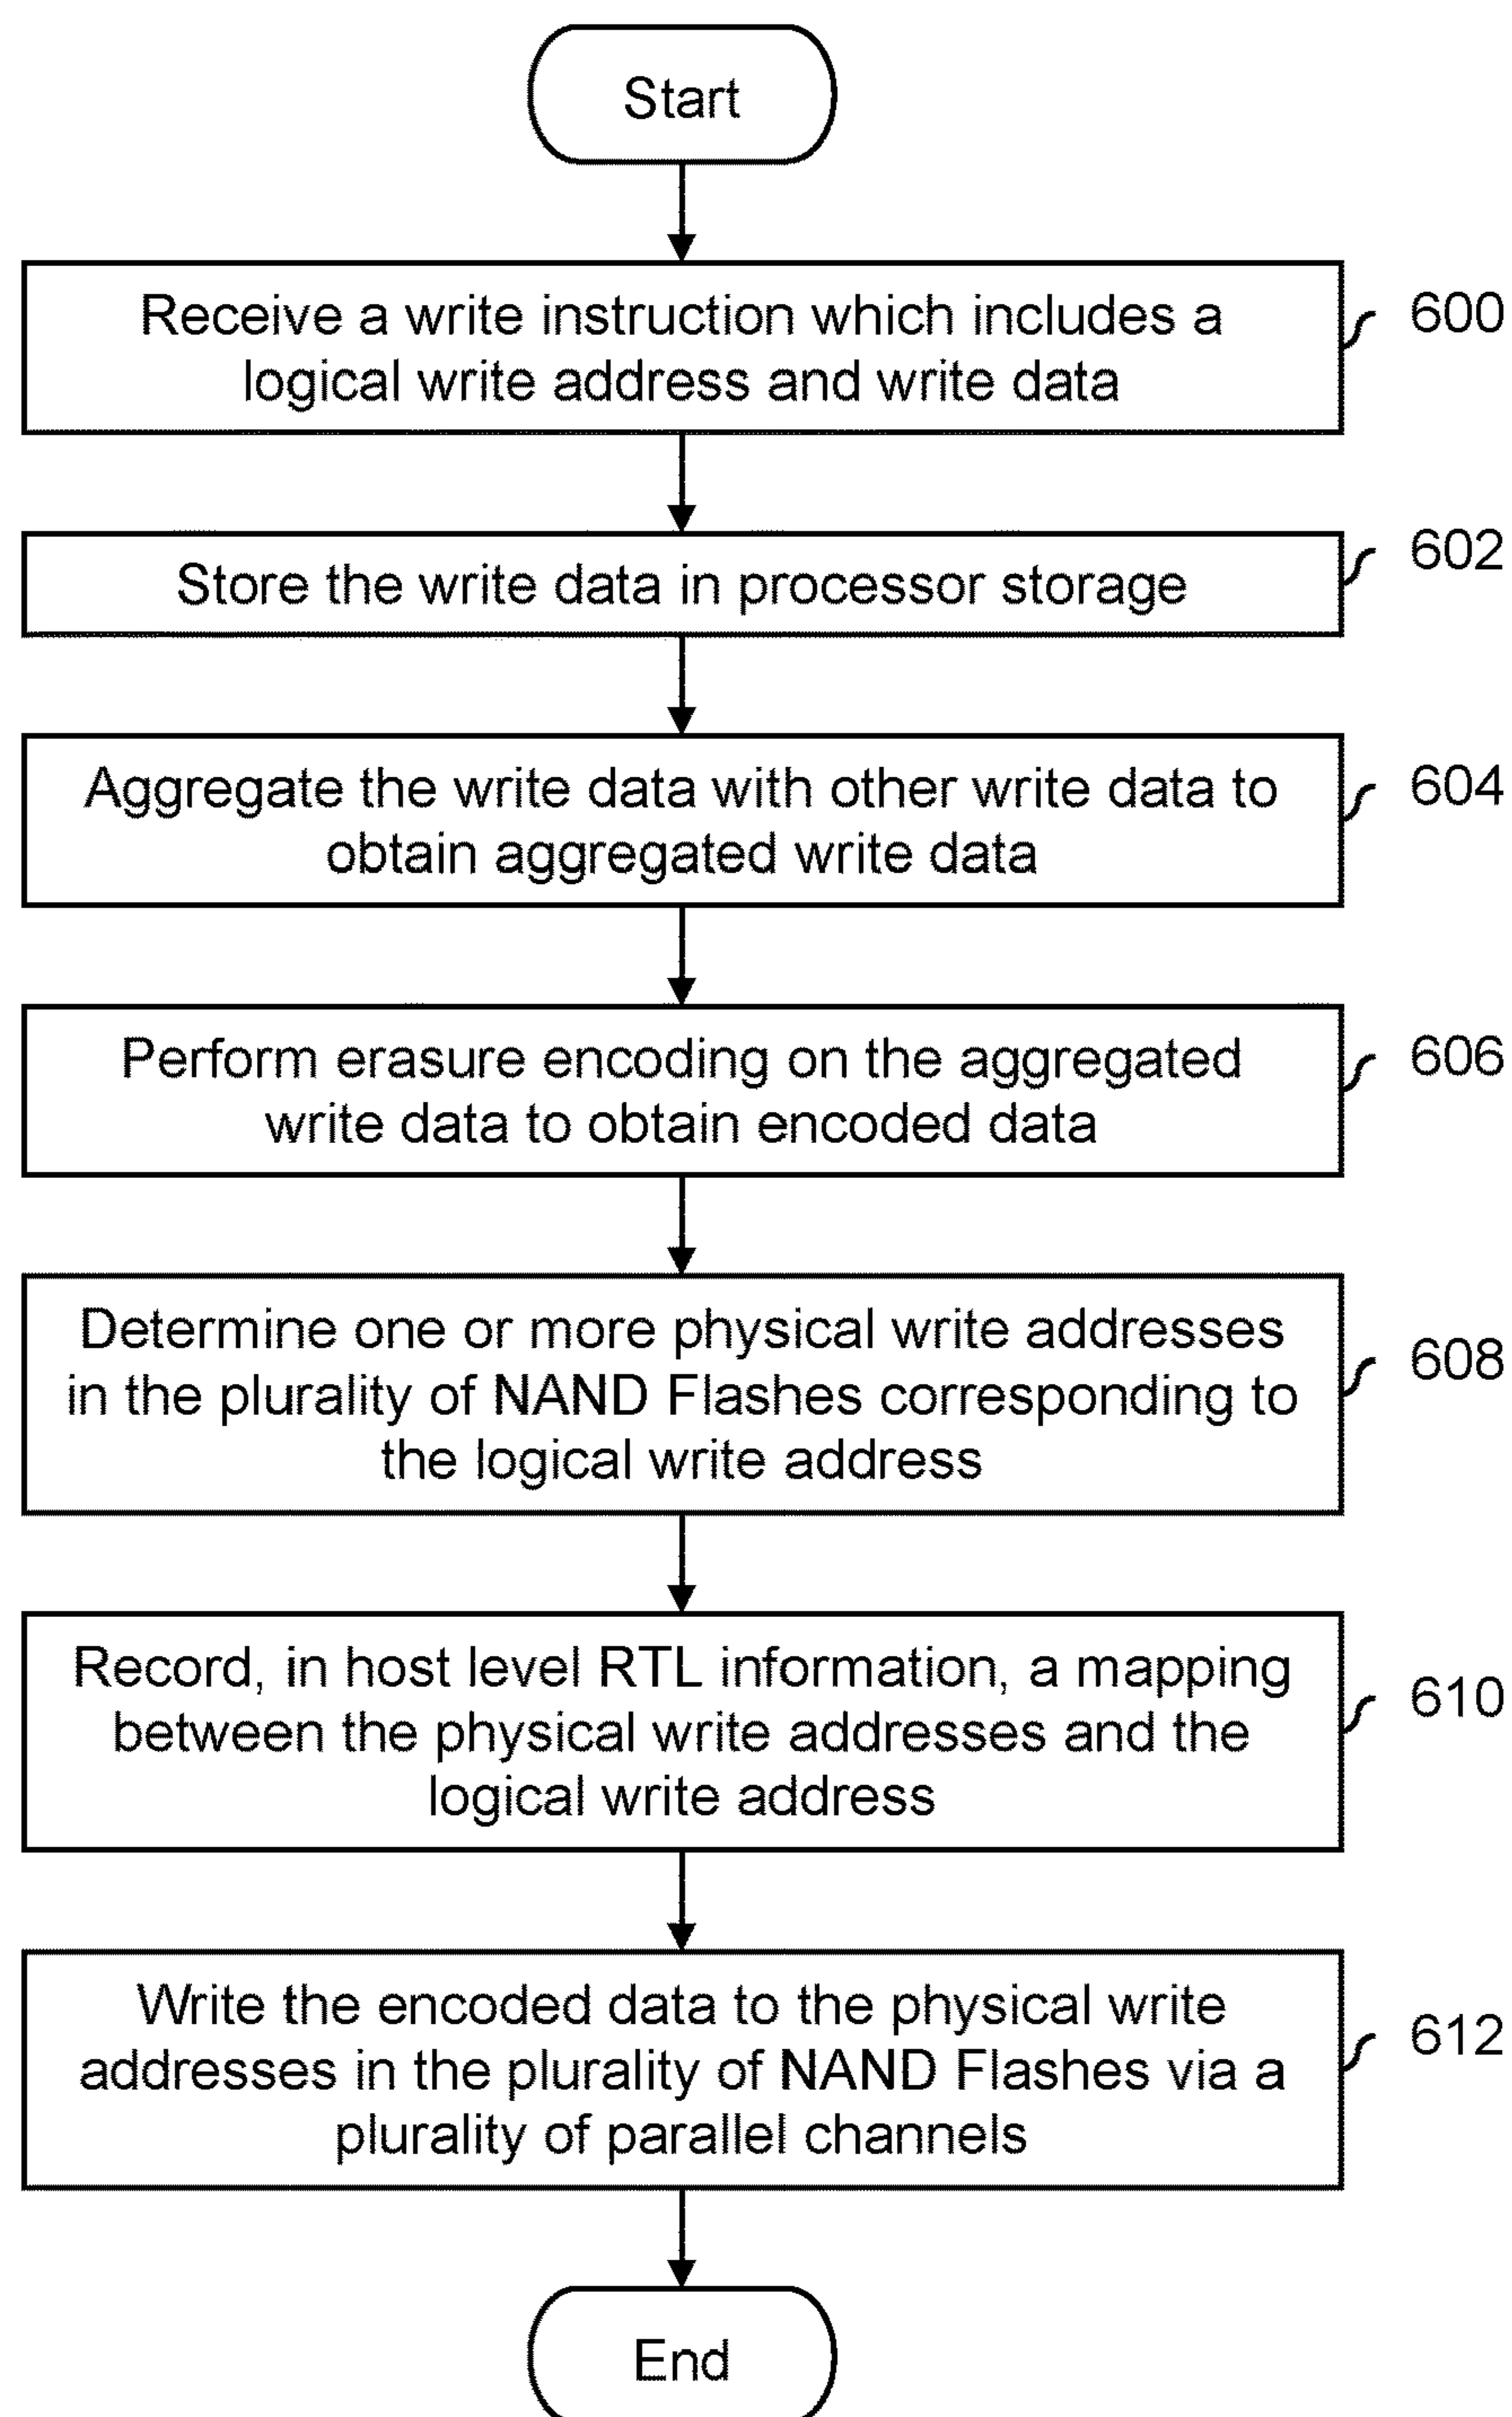 Start
Receive a write instruction which includes a
logical write address and write data
600
Store the write data in processor storage
602
Aggregate the write data with other write data to
obtain aggregated write data
604
Perform erasure encoding on the aggregated
write data to obtain encoded data
606
Determine one or more physical write addresses
in the plurality of NAND Flashes corresponding to
the logical write address
608
Record, in host level RTL information, a mapping
between the physical write addresses and the
logical write address
610
Write the encoded data to the physical write
addresses in the plurality of NAND Flashes via a
plurality of parallel channels
612
End